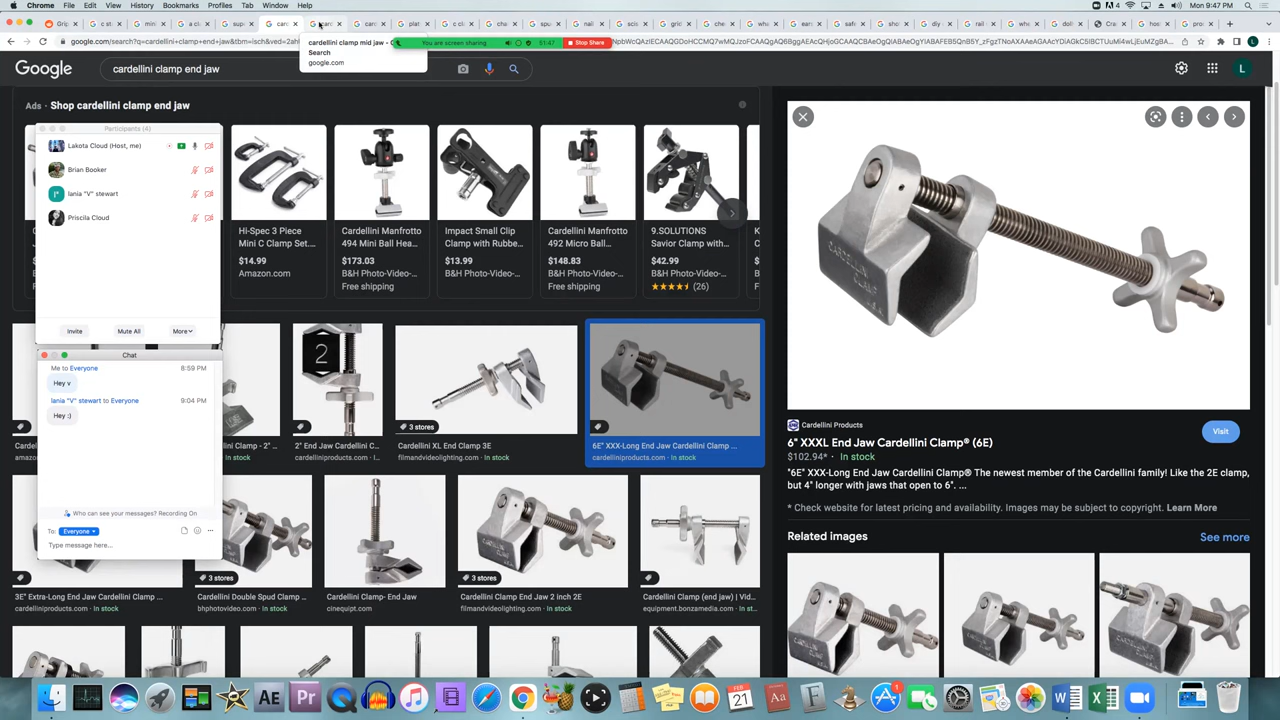 Finder File Edit View History Bookmarks Profiles Tab Window Help
Mon 9:47 PM
cardellini clamp mid jaw -
Search
google.com
You are screen sharing 51:47 Stop Share
Google
cardellini clamp end jaw
L
Ads · Shop cardellini clamp end jaw
Participants (4)
Lakota Cloud (Host, me)
Brian Booker
Iania "V" stewart
Priscila Cloud
Invite Mute All More
Hi-Spec 3 Piece
Mini C Clamp Set....
$14.99
Amazon.com
Cardellini Manfrotto
494 Mini Ball Hea...
$173.03
B&H Photo-Video-...
Free shipping
Impact Small Clip
Clamp with Rubbe...
$13.99
B&H Photo-Video-...
Cardellini Manfrotto
492 Micro Ball...
$148.83
B&H Photo-Video-...
Free shipping
9.SOLUTIONS
Savior Clamp with...
$42.99
B&H Photo-Video-...
(26)
Chat
Me to Everyone 8:59 PM
Hey v
Iania "V" stewart to Everyone 9:04 PM
Hey :)
Who can see your messages? Recording On
To: Everyone
Type message here...
2
3 stores
2" End Jaw Cardellini C...
cardelliniproducts.com
Cardellini XL End Clamp 3E
filmandvideolighting.com · In stock
6E" XXX-Long End Jaw Cardellini Clamp ...
cardelliniproducts.com · In stock
3E" Extra-Long End Jaw Cardellini Clamp ...
cardelliniproducts.com · In stock
3 stores
Cardellini Double Spud Clamp ...
bhphotovideo.com · In stock
Cardellini Clamp- End Jaw
cinequipt.com
3 stores
Cardellini Clamp End Jaw 2 inch 2E
filmandvideolighting.com · In stock
Cardellini Clamp (end jaw) | Vid...
equipment.bonzamedia.com · In st...
CARDELLINI
CLAMP
Cardellini Products
6" XXXL End Jaw Cardellini Clamp® (6E)
$102.94* · In stock
Visit
"6E" XXX-Long End Jaw Cardellini Clamp® The newest member of the Cardellini family! Like the 2E clamp,
but 4" longer with jaws that open to 6". ...
* Check website for latest pricing and availability. Images may be subject to copyright. Learn More
Related images
See more
FEB
21